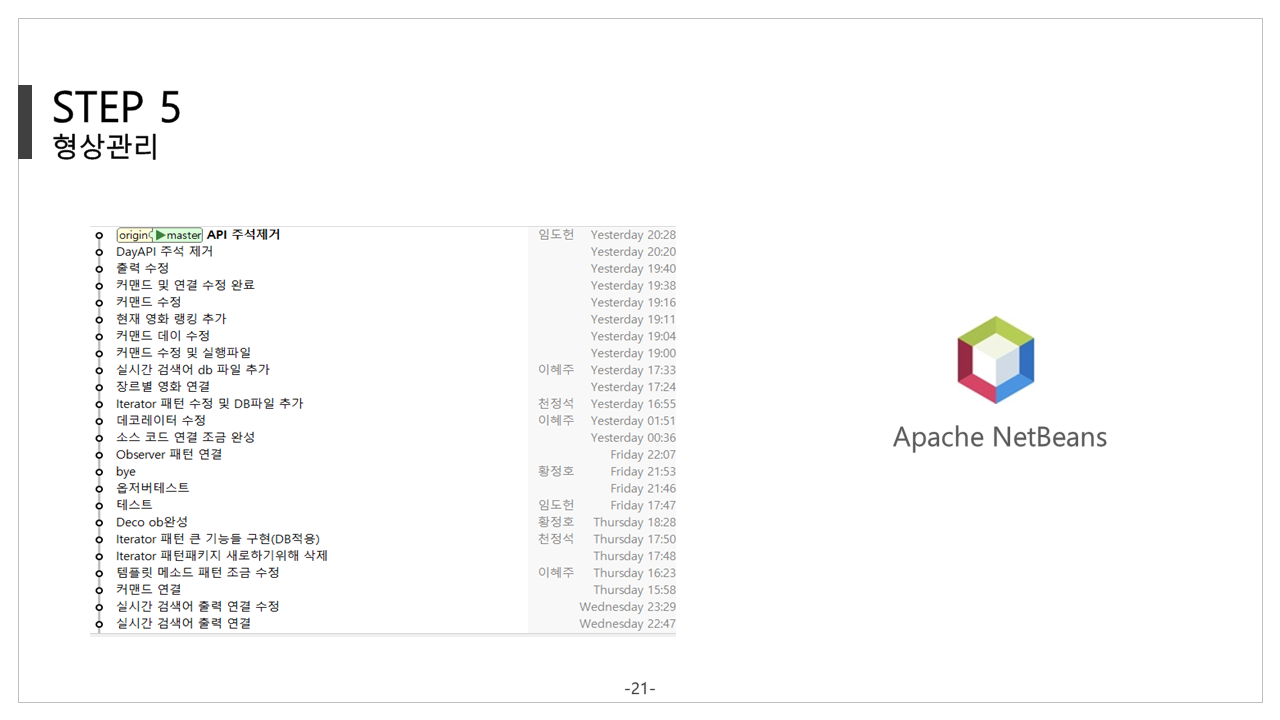 STEP 5
형상관리
origin master API 주석제거 임도헌 Yesterday 20:28
DayAPI 주석 제거 Yesterday 20:20
출력 수정 Yesterday 19:40
커맨드 및 연결 수정 완료 Yesterday 19:38
커맨드 수정 Yesterday 19:16
현재 영화 랭킹 추가 Yesterday 19:11
커맨드 데이 수정 Yesterday 19:04
커맨드 수정 및 실행파일 Yesterday 19:00
실시간 검색어 db 파일 추가 이혜주 Yesterday 17:33
장르별 영화 연결 Yesterday 17:24
Iterator 패턴 수정 및 DB파일 추가 천정석 Yesterday 16:55
데코레이터 수정 이혜주 Yesterday 01:51
소스 코드 연결 조금 완성 Yesterday 00:36
Observer 패턴 연결 Friday 22:07
bye 황정호 Friday 21:53
옵저버테스트 Friday 21:46
테스트 임도헌 Friday 17:47
Deco ob완성 황정호 Thursday 18:28
Iterator 패턴 큰 기능들 구현(DB적용) 천정석 Thursday 17:50
Iterator 패턴패키지 새로하기위해 삭제 Thursday 17:48
템플릿 메소드 패턴 조금 수정 이혜주 Thursday 16:23
커맨드 연결 Thursday 15:58
실시간 검색어 출력 연결 수정 Wednesday 23:29
실시간 검색어 출력 연결 Wednesday 22:47
Apache NetBeans
-21-